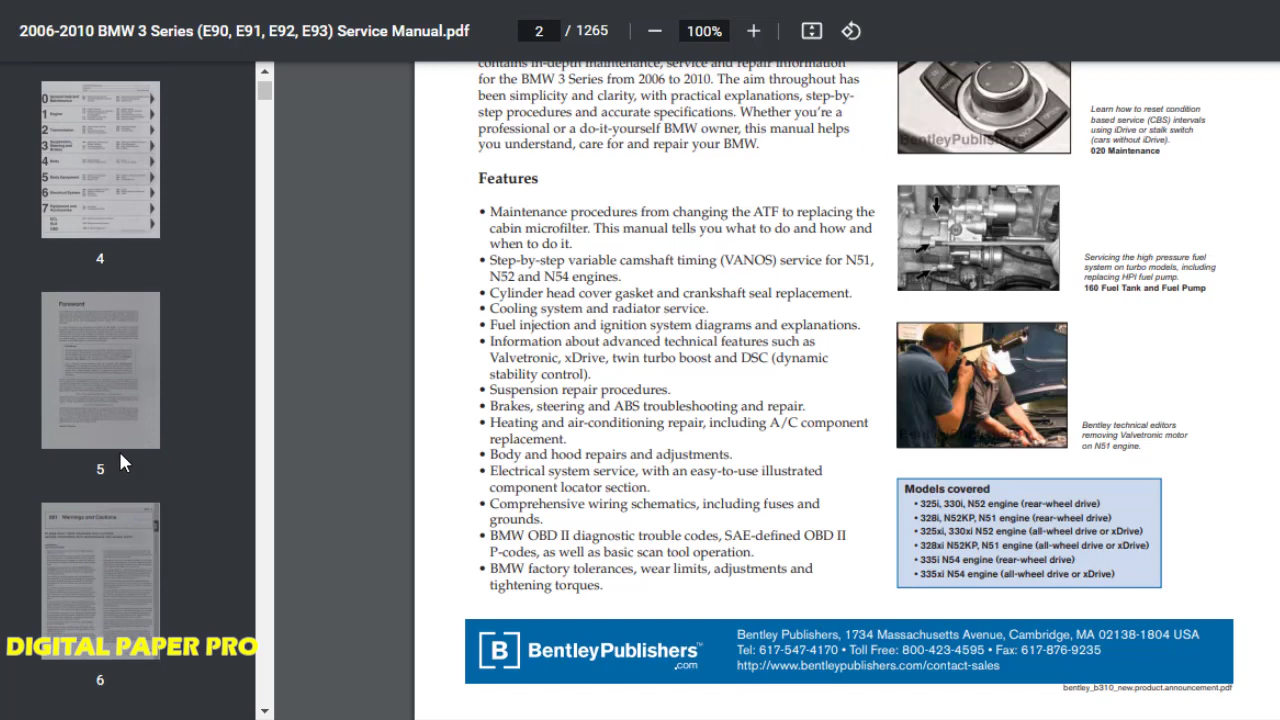 2006-2010 BMW 3 Series (E90, E91, E92, E93) Service Manual.pdf
2 / 1265
100%
4
Foreword
5
001 Warnings and Cautions
6
DIGITAL PAPER PRO
contains in-depth maintenance, service and repair information
for the BMW 3 Series from 2006 to 2010. The aim throughout has
been simplicity and clarity, with practical explanations, step-by-
step procedures and accurate specifications. Whether you're a
professional or a do-it-yourself BMW owner, this manual helps
you understand, care for and repair your BMW.
Features
• Maintenance procedures from changing the ATF to replacing the
cabin microfilter. This manual tells you what to do and how and
when to do it.
• Step-by-step variable camshaft timing (VANOS) service for N51,
N52 and N54 engines.
• Cylinder head cover gasket and crankshaft seal replacement.
• Cooling system and radiator service.
• Fuel injection and ignition system diagrams and explanations.
• Information about advanced technical features such as
Valvetronic, xDrive, twin turbo boost and DSC (dynamic
stability control).
• Suspension repair procedures.
• Brakes, steering and ABS troubleshooting and repair.
• Heating and air-conditioning repair, including A/C component
replacement.
• Body and hood repairs and adjustments.
• Electrical system service, with an easy-to-use illustrated
component locator section.
• Comprehensive wiring schematics, including fuses and
grounds.
• BMW OBD II diagnostic trouble codes, SAE-defined OBD II
P-codes, as well as basic scan tool operation.
• BMW factory tolerances, wear limits, adjustments and
tightening torques.
BentleyPublishers
Learn how to reset condition
based service (CBS) intervals
using iDrive or stalk switch
(cars without iDrive).
020 Maintenance
Servicing the high pressure fuel
system on turbo models, including
replacing HPI fuel pump.
160 Fuel Tank and Fuel Pump
Bentley technical editors
removing Valvetronic motor
on N51 engine.
Models covered
• 325i, 330i, N52 engine (rear-wheel drive)
• 328i, N52KP, N51 engine (rear-wheel drive)
• 325xi, 330xi N52 engine (all-wheel drive or xDrive)
• 328xi N52KP, N51 engine (all-wheel drive or xDrive)
• 335i N54 engine (rear-wheel drive)
• 335xi N54 engine (all-wheel drive or xDrive)
B BentleyPublishers™
.com
Bentley Publishers, 1734 Massachusetts Avenue, Cambridge, MA 02138-1804 USA
Tel: 617-547-4170 • Toll Free: 800-423-4595 • Fax: 617-876-9235
http://www.bentleypublishers.com/contact-sales
bentley_b310_new.product.announcement.pdf